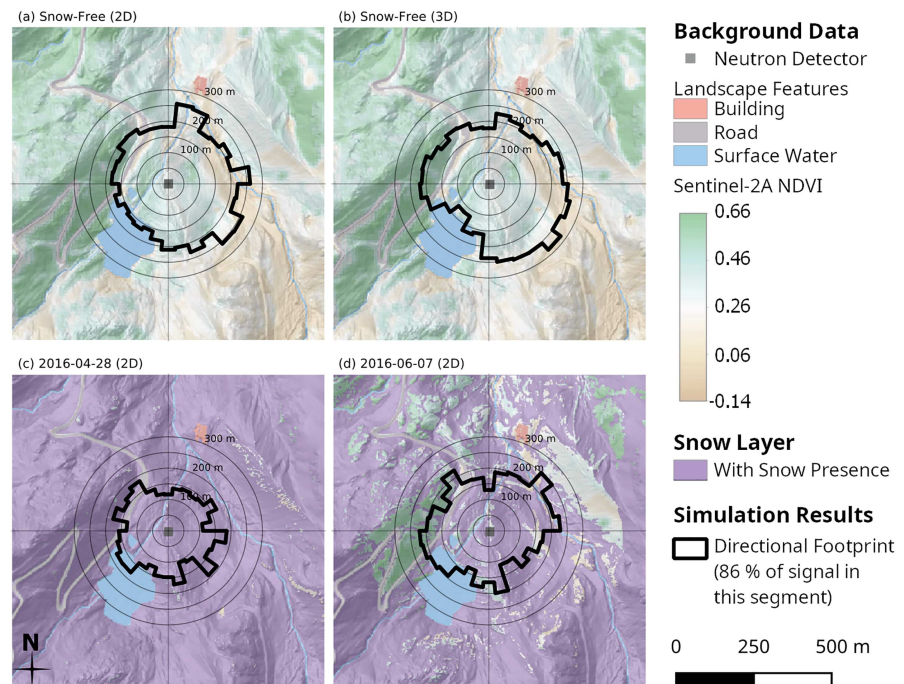 (a) Snow-Free (2D)
300 m
200 m
100 m
(b) Snow-Free (3D)
300 m
200 m
100 m
(c) 2016-04-28 (2D)
300 m
200 m
100 m
N
(d) 2016-06-07 (2D)
300 m
200 m
100 m
Background Data
Neutron Detector
Landscape Features
Building
Road
Surface Water
Sentinel-2A NDVI
0.66
0.46
0.26
0.06
-0.14
Snow Layer
With Snow Presence
Simulation Results
Directional Footprint
(86 % of signal in
this segment)
0 250 500 m